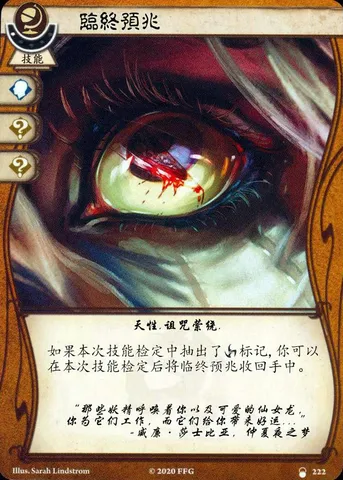 臨終預兆
技能
天性.诅咒萦绕.
如果本次技能检定中抽出了标记,你可以
在本次技能检定后将临终预兆收回手中。
"那些妖精呼唤着你以及可爱的仙女龙,
你为它们工作,而它们给你带来好运..."
-威廉·莎士比亚,仲夏夜之梦
Illus. Sarah Lindstrom
© 2020 FFG
222